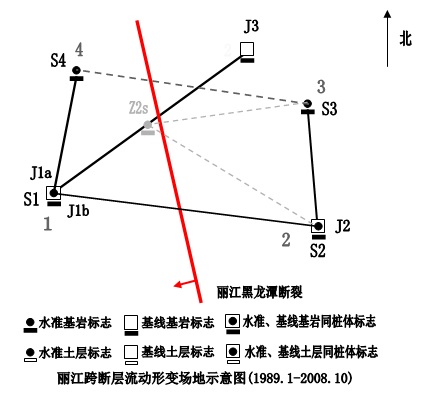 J3
北
S4
4
Z2s
3
S3
J1a
S1
J1b
1
2
J2
S2
丽江黑龙潭断裂
水准基岩标志 基线基岩标志 水准、基线基岩同桩体标志
水准土层标志 基线土层标志 水准、基线土层同桩体标志
丽江跨断层流动形变场地示意图(1989.1-2008.10)